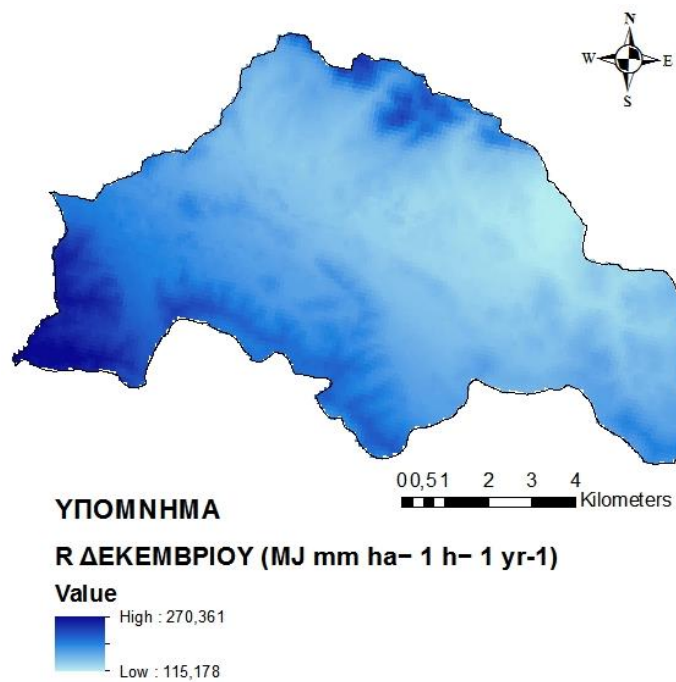 N
W E
S
0 0,5 1 2 3 4
Kilometers
ΥΠΟΜΝΗΜΑ
R ΔΕΚΕΜΒΡΙΟΥ (MJ mm ha− 1 h− 1 yr-1)
Value
High : 270,361
Low : 115,178